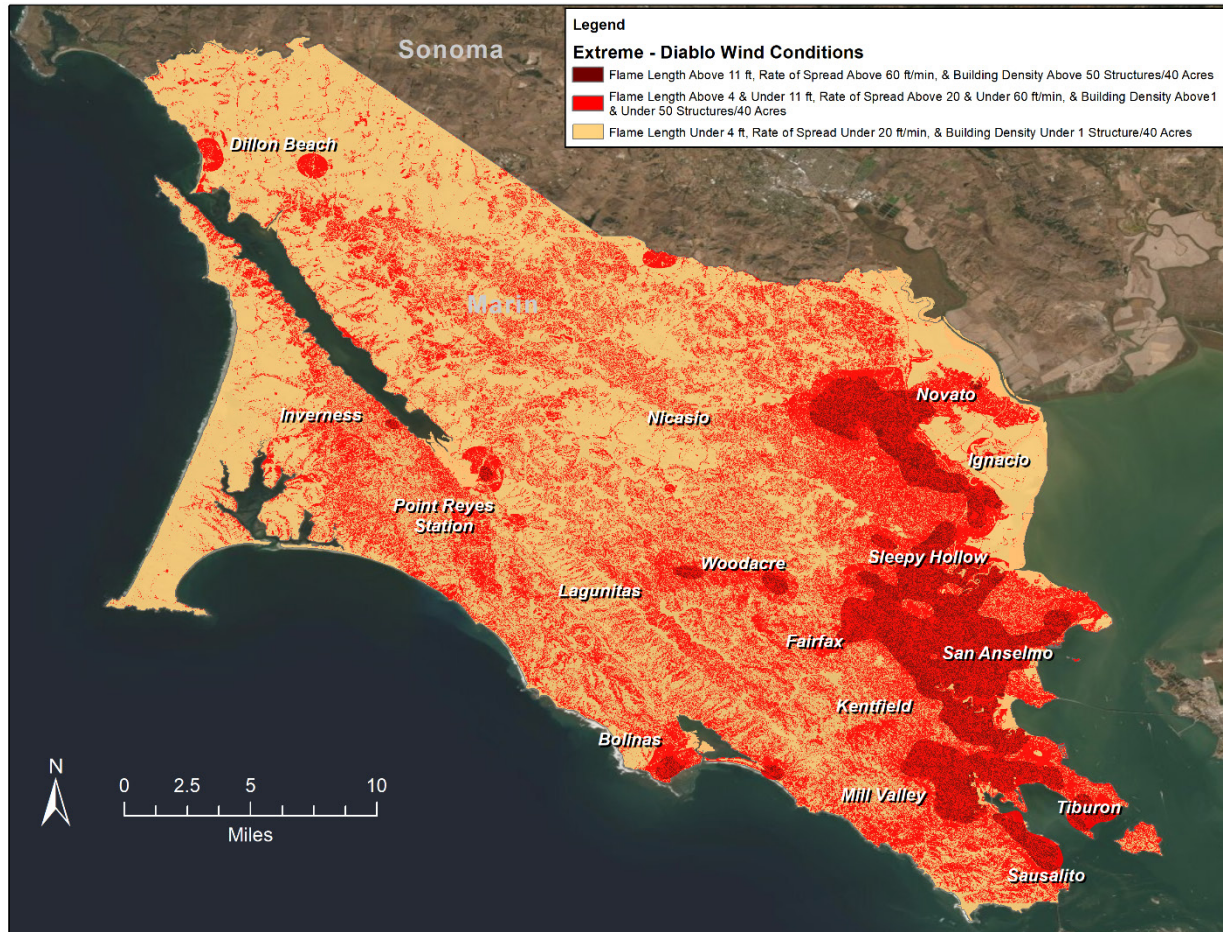 Legend
Extreme - Diablo Wind Conditions
Flame Length Above 11 ft, Rate of Spread Above 60 ft/min, & Building Density Above 50 Structures/40 Acres
Flame Length Above 4 & Under 11 ft, Rate of Spread Above 20 & Under 60 ft/min, & Building Density Above1
& Under 50 Structures/40 Acres
Flame Length Under 4 ft, Rate of Spread Under 20 ft/min, & Building Density Under 1 Structure/40 Acres
Sonoma
Dillon Beach
Marin
Novato
Inverness
Nicasio
Ignacio
Point Reyes
Station
Sleepy Hollow
Woodacre
Lagunitas
Fairfax
San Anselmo
Kentfield
Bolinas
Mill Valley
Tiburon
Sausalito
N
0 2.5 5 10
Miles